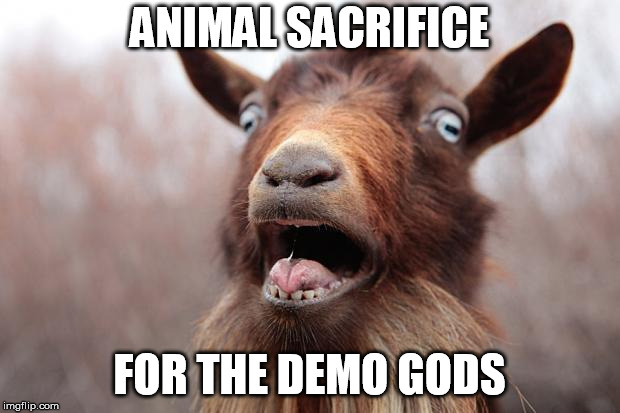 ANIMAL SACRIFICE
FOR THE DEMO GODS
imgflip.com